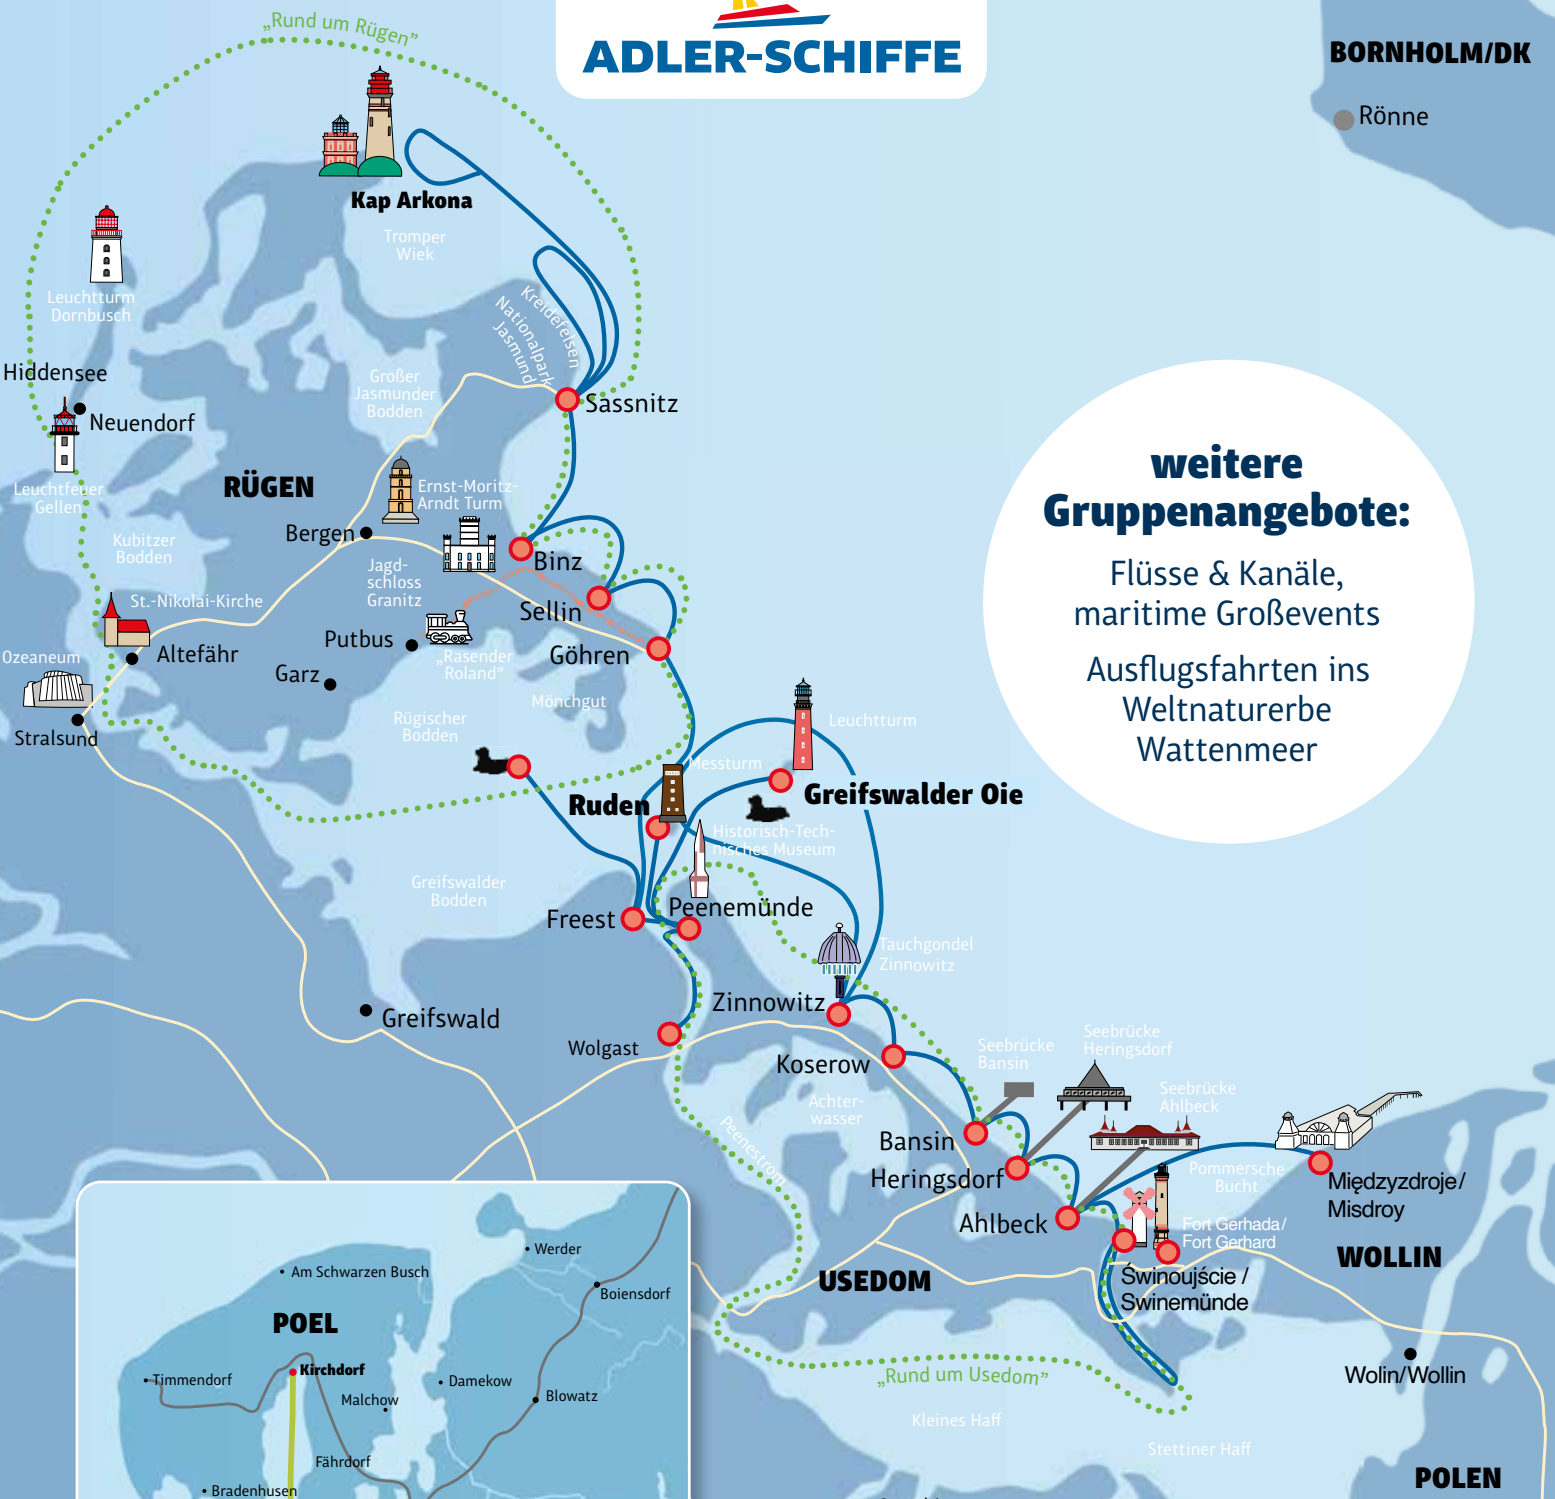 „Rund um Rügen”
ADLER-SCHIFFE
BORNHOLM/DK
Rönne
Kap Arkona
Tromper
Wiek
Leuchtturm
Dornbusch
Kreidefelsen
Nationalpark
Jasmund
Hiddensee
Neuendorf
Großer
Jasmunder
Bodden
Sassnitz
Leuchtfeuer
Gellen
RÜGEN
Ernst-Moritz-
Arndt Turm
Bergen
Kubitzer
Bodden
Binz
Jagd-
schloss
Granitz
St.-Nikolai-Kirche
Sellin
Putbus
Altefähr
Ozeaneum
„Rasender
Roland”
Göhren
Garz
Mönchgut
Stralsund
Rügischer
Bodden
weitere
Gruppenangebote:
Flüsse & Kanäle,
maritime Großevents
Ausflugsfahrten ins
Weltnaturerbe
Wattenmeer
Leuchtturm
Messturm
Greifswalder Oie
Ruden
Historisch-Tech-
nisches Museum
Greifswalder
Bodden
Freest
Peenemünde
Tauchgondel
Zinnowitz
Zinnowitz
Greifswald
Wolgast
Koserow
Seebrücke
Bansin
Seebrücke
Heringsdorf
Seebrücke
Ahlbeck
Achter-
wasser
Peenestrom
Bansin
Heringsdorf
Ahlbeck
Pommersche
Bucht
Międzyzdroje/
Misdroy
Fort Gerhada/
Fort Gerhard
WOLLIN
USEDOM
Świnoujście /
Swinemünde
Wolin/Wollin
„Rund um Usedom”
Kleines Haff
Stettiner Haff
POLEN
Werder
Am Schwarzen Busch
Boiensdorf
POEL
Kirchdorf
Timmendorf
Damekow
Malchow
Blowatz
Fährdorf
Bradenhusen